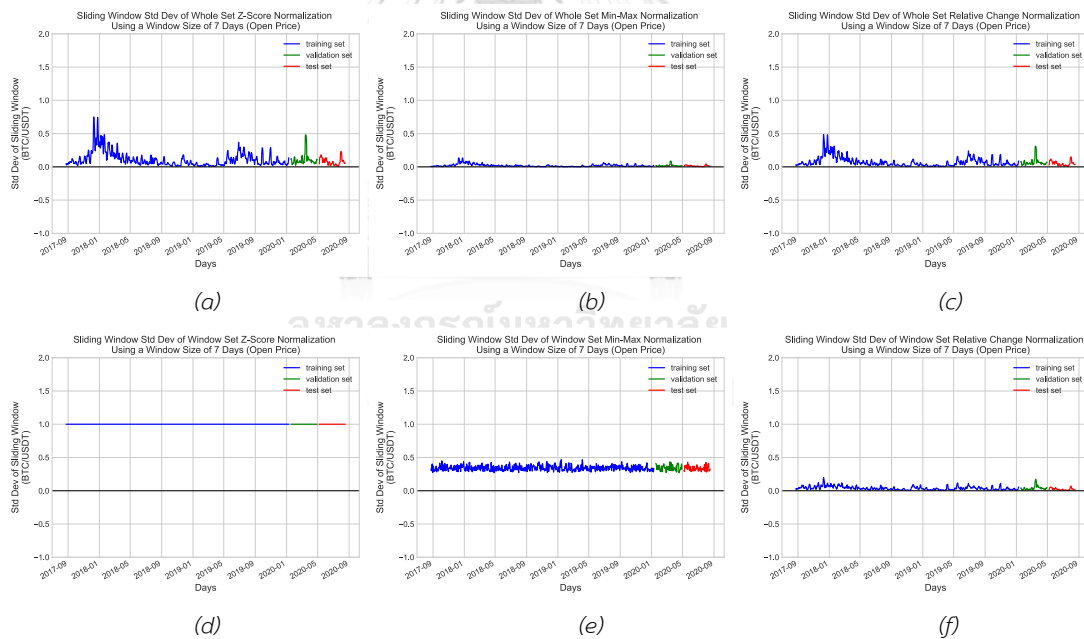 Sliding Window Std Dev of Whole Set Z-Score Normalization
Using a Window Size of 7 Days (Open Price)
2.0
1.5
1.0
0.5
0.0
−0.5
−1.0
Std Dev of Sliding Window
(BTC/USDT)
training set
validation set
test set
2017-09
2018-01
2018-05
2018-09
2019-01
2019-05
2019-09
2020-01
2020-05
2020-09
Days
(a)
Sliding Window Std Dev of Whole Set Min-Max Normalization
Using a Window Size of 7 Days (Open Price)
2.0
1.5
1.0
0.5
0.0
−0.5
−1.0
Std Dev of Sliding Window
(BTC/USDT)
training set
validation set
test set
2017-09
2018-01
2018-05
2018-09
2019-01
2019-05
2019-09
2020-01
2020-05
2020-09
Days
(b)
Sliding Window Std Dev of Whole Set Relative Change Normalization
Using a Window Size of 7 Days (Open Price)
2.0
1.5
1.0
0.5
0.0
−0.5
−1.0
Std Dev of Sliding Window
(BTC/USDT)
training set
validation set
test set
2017-09
2018-01
2018-05
2018-09
2019-01
2019-05
2019-09
2020-01
2020-05
2020-09
Days
(c)
จุฬาลงกรณ์มหาวิทยาลัย
Sliding Window Std Dev of Window Set Z-Score Normalization
Using a Window Size of 7 Days (Open Price)
2.0
1.5
1.0
0.5
0.0
−0.5
−1.0
Std Dev of Sliding Window
(BTC/USDT)
training set
validation set
test set
2017-09
2018-01
2018-05
2018-09
2019-01
2019-05
2019-09
2020-01
2020-05
2020-09
Days
(d)
Sliding Window Std Dev of Window Set Min-Max Normalization
Using a Window Size of 7 Days (Open Price)
2.0
1.5
1.0
0.5
0.0
−0.5
−1.0
Std Dev of Sliding Window
(BTC/USDT)
training set
validation set
test set
2017-09
2018-01
2018-05
2018-09
2019-01
2019-05
2019-09
2020-01
2020-05
2020-09
Days
(e)
Sliding Window Std Dev of Window Set Relative Change Normalization
Using a Window Size of 7 Days (Open Price)
2.0
1.5
1.0
0.5
0.0
−0.5
−1.0
Std Dev of Sliding Window
(BTC/USDT)
training set
validation set
test set
2017-09
2018-01
2018-05
2018-09
2019-01
2019-05
2019-09
2020-01
2020-05
2020-09
Days
(f)